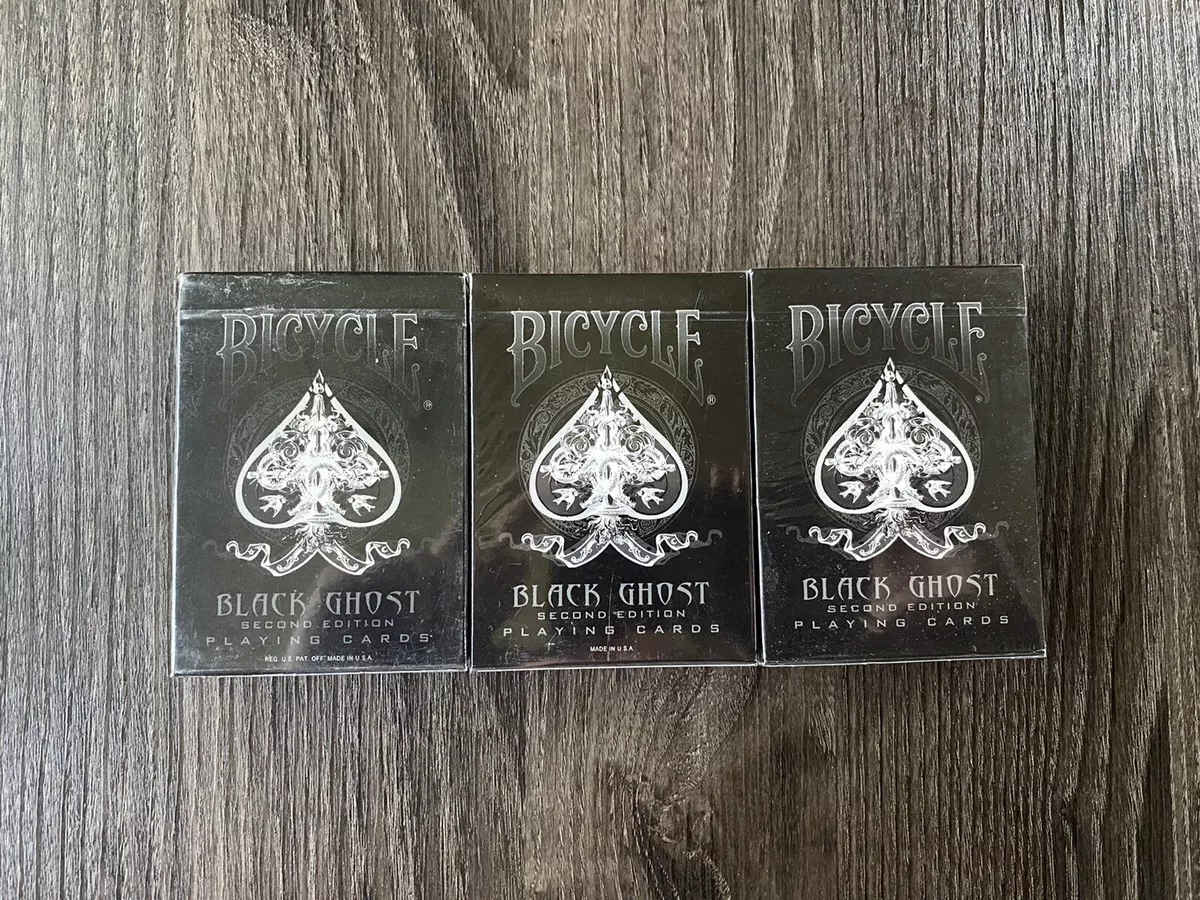 BICYCLE®
BLACK GHOST
SECOND EDITION
PLAYING CARDS
REG. U.S. PAT. OFF. MADE IN U.S.A.
BICYCLE®
BLACK GHOST
SECOND EDITION
PLAYING CARDS
MADE IN U.S.A.
BICYCLE®
BLACK GHOST
SECOND EDITION
PLAYING CARDS